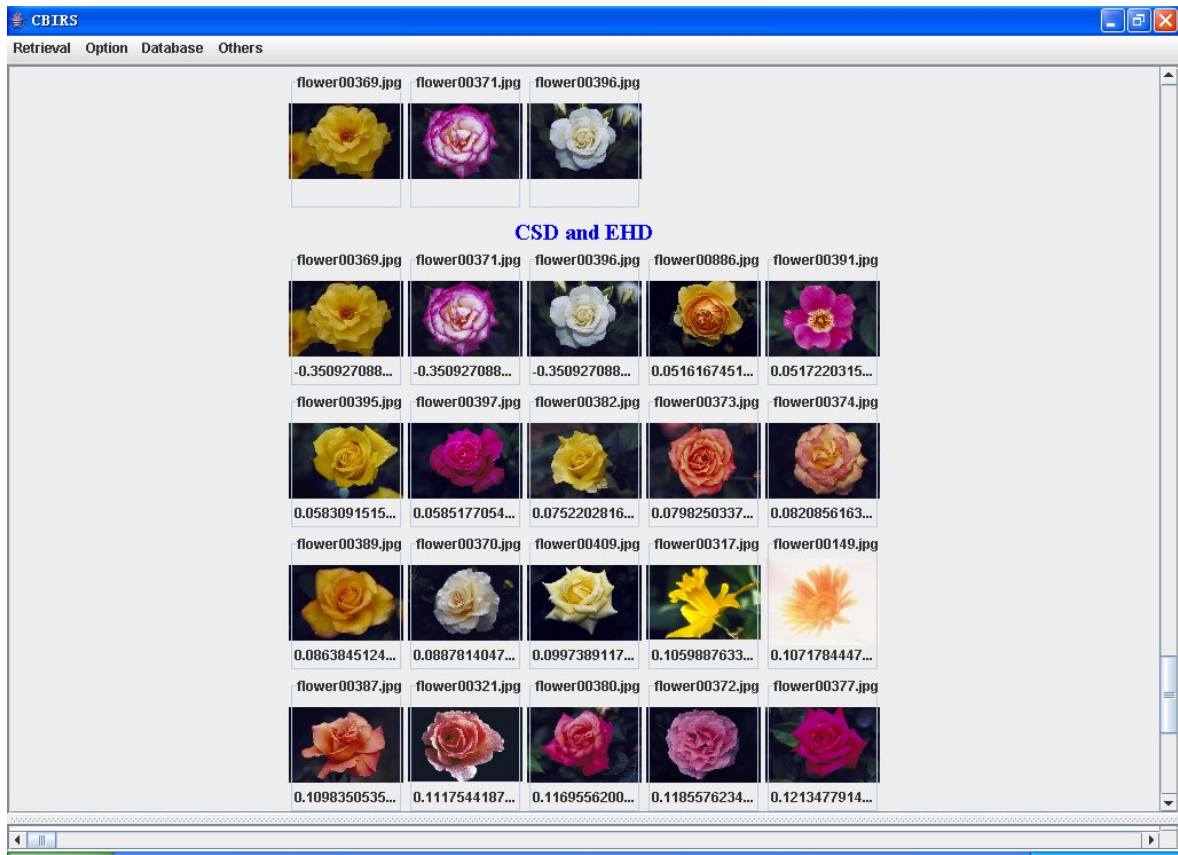 CBIRS
Retrieval Option Database Others
flower00369.jpg flower00371.jpg flower00396.jpg
CSD and EHD
flower00369.jpg flower00371.jpg flower00396.jpg flower00886.jpg flower00391.jpg
-0.350927088... -0.350927088... -0.350927088... 0.0516167451... 0.0517220315...
flower00395.jpg flower00397.jpg flower00382.jpg flower00373.jpg flower00374.jpg
0.0583091515... 0.0585177054... 0.0752202816... 0.0798250337... 0.0820856163...
flower00389.jpg flower00370.jpg flower00409.jpg flower00317.jpg flower00149.jpg
0.0863845124... 0.0887814047... 0.0997389117... 0.1059887633... 0.1071784447...
flower00387.jpg flower00321.jpg flower00380.jpg flower00372.jpg flower00377.jpg
0.1098350535... 0.1117544187... 0.1169556200... 0.1185576234... 0.1213477914...